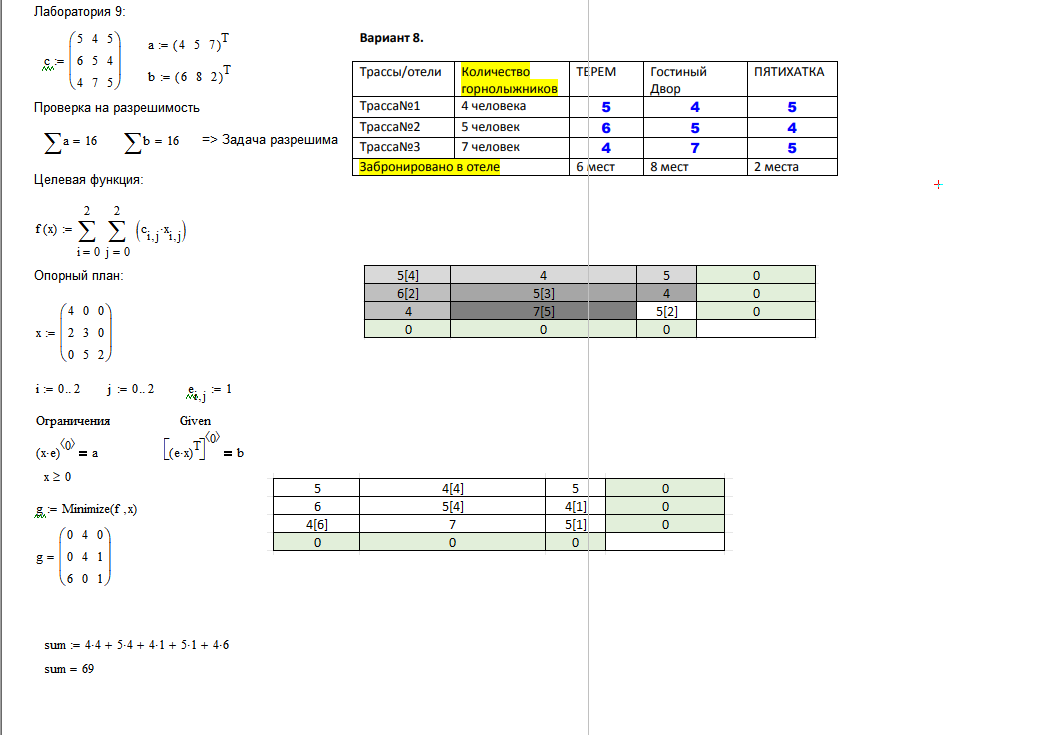 Лаборатория 9:
c := (5 4 5
6 5 4
4 7 5)
a := (4 5 7)^T
b := (6 8 2)^T
Проверка на разрешимость
∑a = 16 ∑b = 16 => Задача разрешима
Целевая функция:
f(x) := ∑_{i=0}^{2} ∑_{j=0}^{2} (c_{i,j}·x_{i,j})
Опорный план:
x := (4 0 0
2 3 0
0 5 2)
i := 0..2 j := 0..2 e_{i,j} := 1
Ограничения Given
(x·e)^{⟨0⟩} = a [(e·x)^T]^{⟨0⟩} = b
x ≥ 0
g := Minimize(f ,x)
g = (0 4 0
0 4 1
6 0 1)
sum := 4·4 + 5·4 + 4·1 + 5·1 + 4·6
sum = 69
Вариант 8.
Трассы/отели Количество горнолыжников ТЕРЕМ Гостиный Двор ПЯТИХАТКА
Трасса№1 4 человека 5 4 5
Трасса№2 5 человек 6 5 4
Трасса№3 7 человек 4 7 5
Забронировано в отеле 6 мест 8 мест 2 места
5[4] 4 5 0
6[2] 5[3] 4 0
4 7[5] 5[2] 0
0 0 0
5 4[4] 5 0
6 5[4] 4[1] 0
4[6] 7 5[1] 0
0 0 0